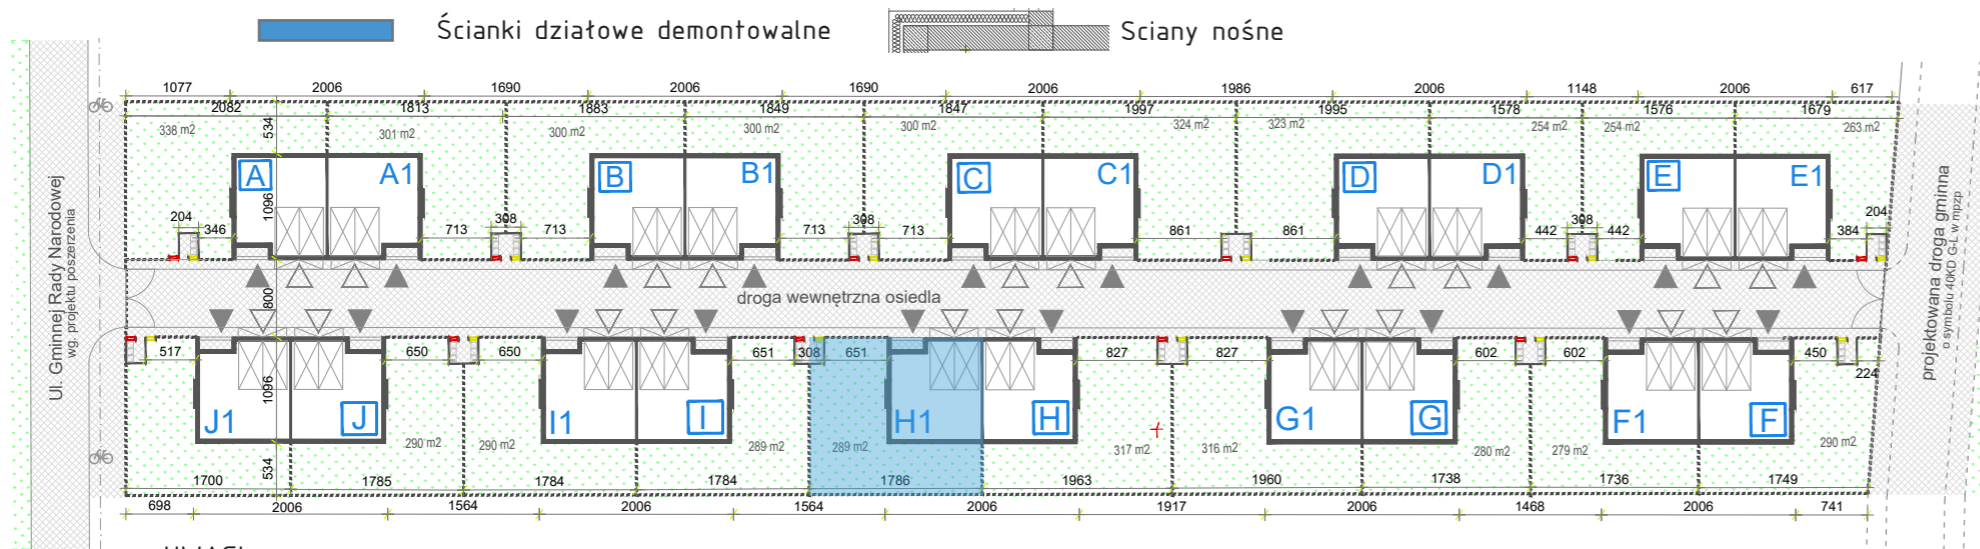 Ścianki działowe demontowalne
Sciany nośne
1077 2006 1690 2006 1690 2006 1986 2006 1148 2006 617
2082 1813 1883 1849 1847 1997 1995 1578 1576 1679
534
338 m2 301 m2 300 m2 300 m2 300 m2 324 m2 323 m2 254 m2 254 m2 263 m2
A A1 B B1 C C1 D D1 E E1
1096
204 308 308 308 204
346 713 713 713 713 861 861 442 442 384
Ul. Gminnej Rady Narodowej
wg. projektu poszerzenia
800
droga wewnętrzna osiedla
projektowana droga gminna
o symbolu 40KD G-L w mpzp
517 650 650 651 308 651 827 827 602 602 450
224
1096
J1 J I1 I H1 H G1 G F1 F
290 m2 290 m2 289 m2 289 m2 317 m2 316 m2 280 m2 279 m2 290 m2
534
1700 1785 1784 1784 1786 1963 1960 1738 1736 1749
698 2006 1564 2006 1564 2006 1917 2006 1468 2006 741